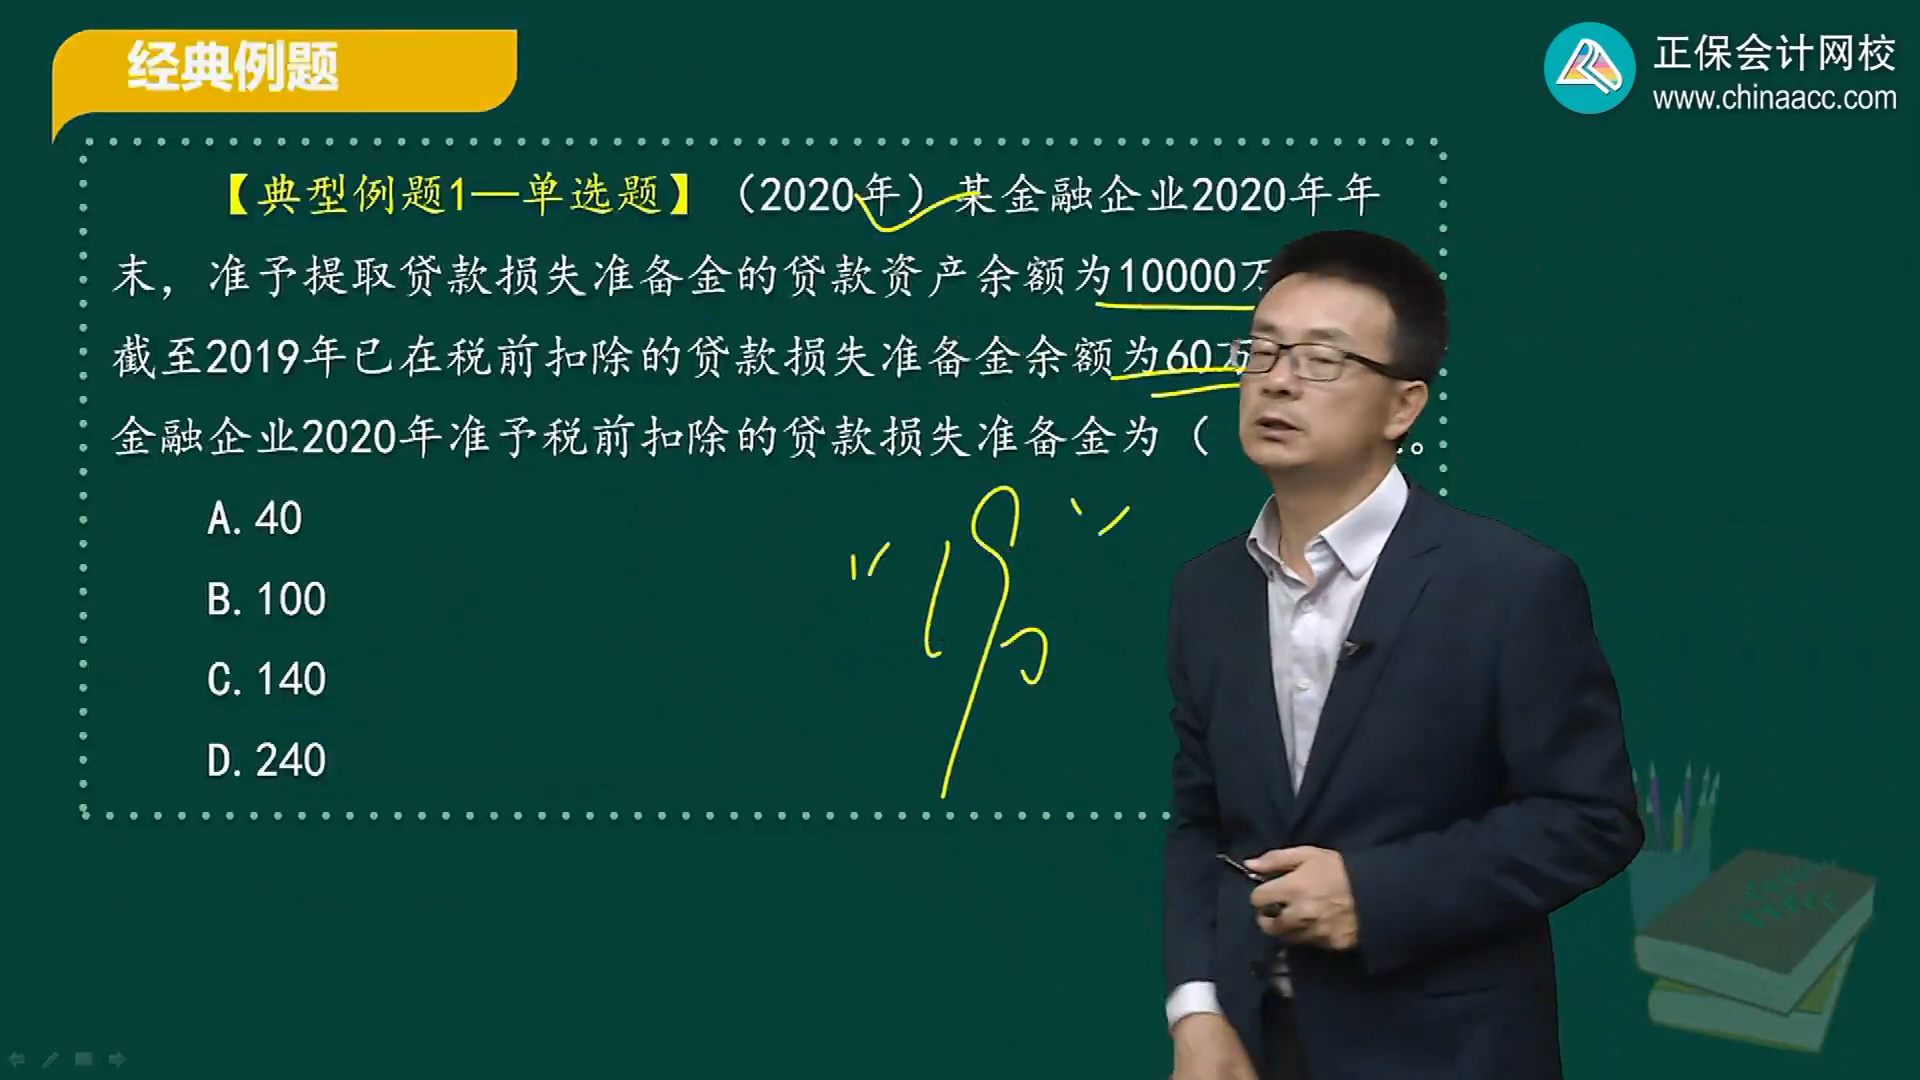 经典例题
正保会计网校
www.chinaacc.com
【典型例题1—单选题】（2020年）某金融企业2020年年
末，准予提取贷款损失准备金的贷款资产余额为10000万
截至2019年已在税前扣除的贷款损失准备金余额为60万
金融企业2020年准予税前扣除的贷款损失准备金为（ 。
A. 40
B. 100
C. 140
D. 240